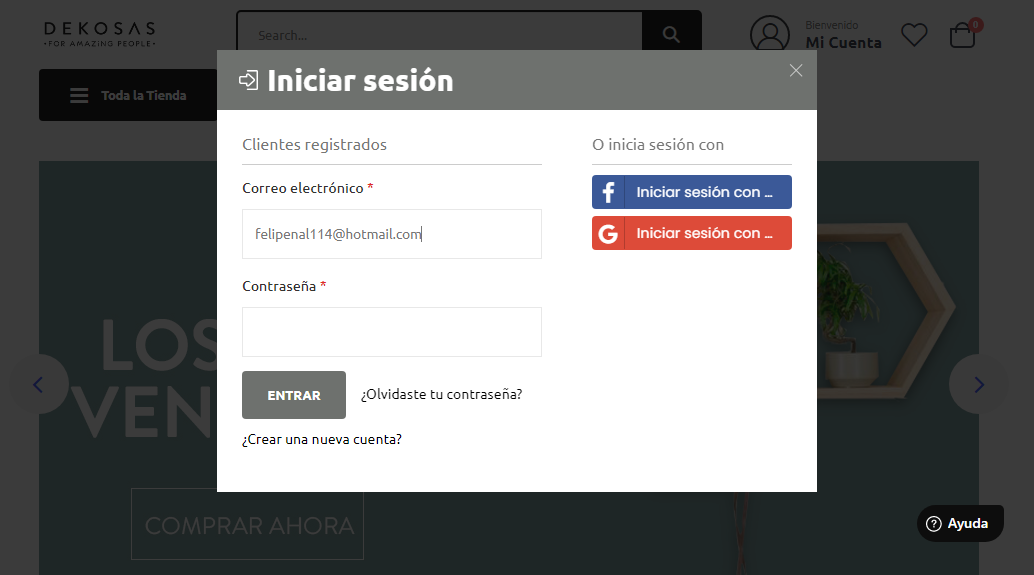 DEKOSAS
•FOR AMAZING PEOPLE•
Search...
Bienvenido
Mi Cuenta
0
Toda la Tienda
Iniciar sesión
Clientes registrados
O inicia sesión con
Correo electrónico *
Iniciar sesión con ...
felipenal114@hotmail.com
Iniciar sesión con ...
Contraseña *
LOS
VEN
ENTRAR
¿Olvidaste tu contraseña?
¿Crear una nueva cuenta?
COMPRAR AHORA
Ayuda